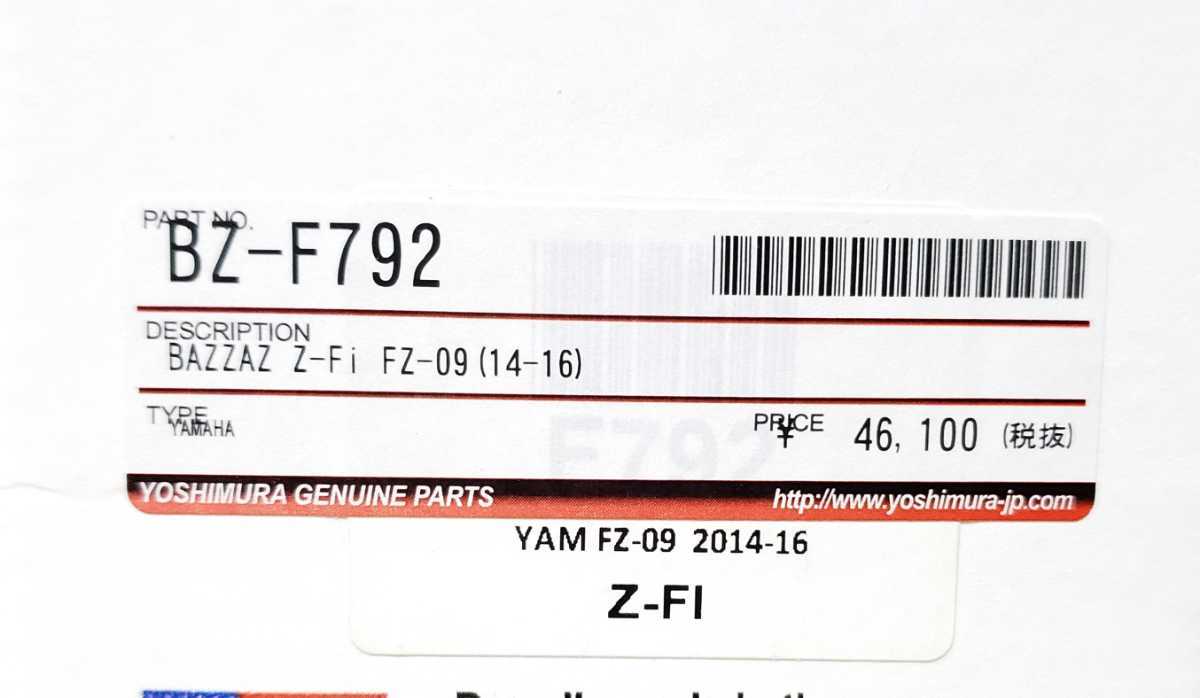 PART NO.
BZ-F792
DESCRIPTION
BAZZAZ Z-Fi FZ-09(14-16)
TYPE
YAMAHA
PRICE
¥ 46,100 (税抜)
F792
YOSHIMURA GENUINE PARTS http://www.yoshimura-jp.com
YAM FZ-09 2014-16
Z-FI